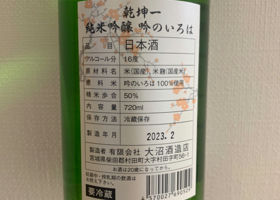 乾坤一
純米吟醸 吟のいろは
品目 日本酒
アルコール分 16度
原材料名 米(国産)、米麹(国産米)
原料米 吟のいろは100%使用
精米歩合 50%
内容量 720ml
保存方法 冷蔵保存
製造年月 2023.2
製造者 有限会社 大沼酒造店
宮城県柴田郡村田町大字村田字町56-1
お酒は20歳になってから。
要冷蔵
4570027690502